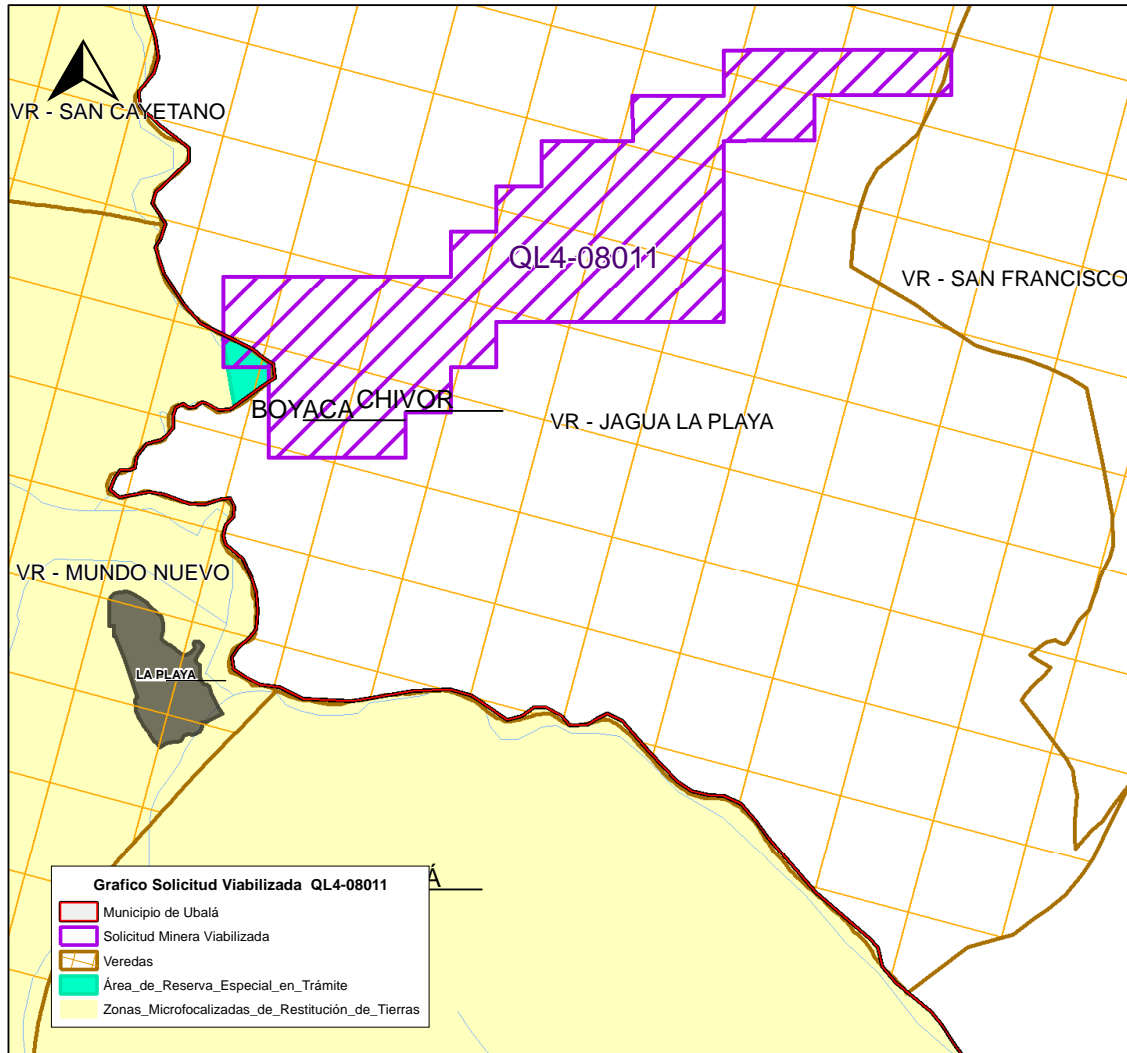 VR - SAN CAYETANO
QL4-08011
VR - SAN FRANCISCO
BOYACA
CHIVOR
VR - JAGUA LA PLAYA
VR - MUNDO NUEVO
LA PLAYA
Á
Grafico Solicitud Viabilizada QL4-08011
Municipio de Ubalá
Solicitud Minera Viabilizada
Veredas
Área_de_Reserva_Especial_en_Trámite
Zonas_Microfocalizadas_de_Restitución_de_Tierras